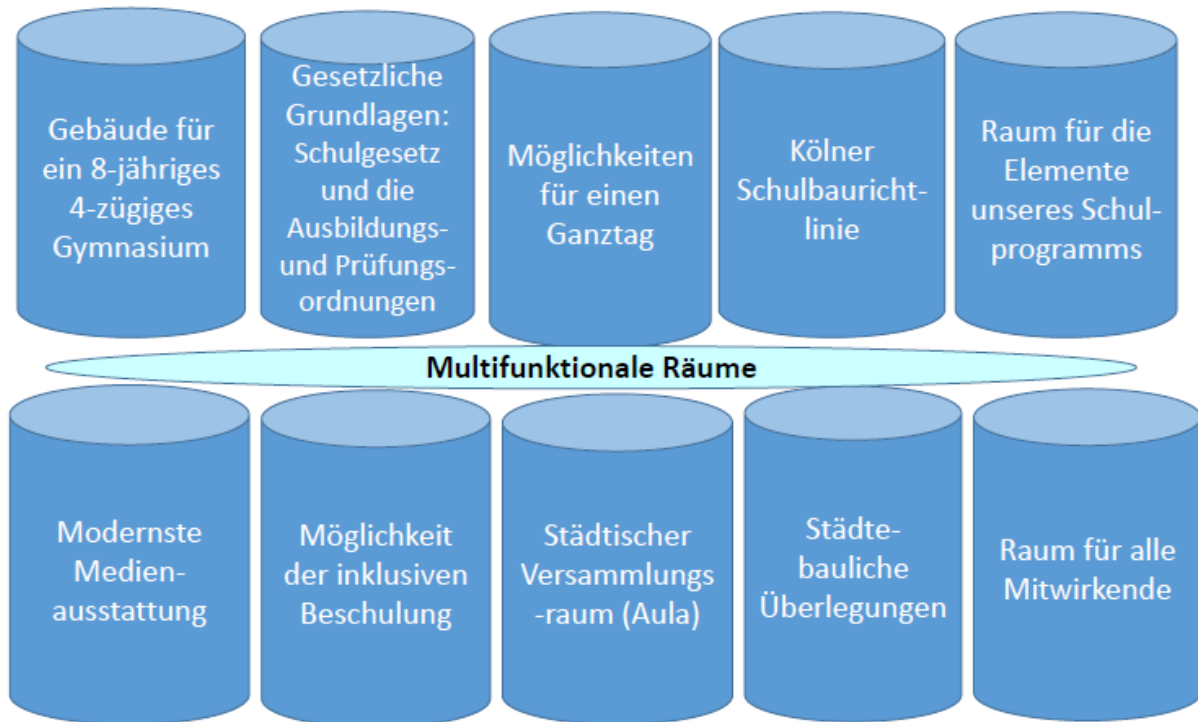 Gebäude für
ein 8-jähriges
4-zügiges
Gymnasium
Gesetzliche
Grundlagen:
Schulgesetz
und die
Ausbildungs-
und Prüfungs-
ordnungen
Möglichkeiten
für einen
Ganztag
Kölner
Schulbauricht-
linie
Raum für die
Elemente
unseres Schul-
programms
Multifunktionale Räume
Modernste
Medien-
ausstattung
Möglichkeit
der inklusiven
Beschulung
Städtischer
Versammlungs
-raum (Aula)
Städte-
bauliche
Überlegungen
Raum für alle
Mitwirkende